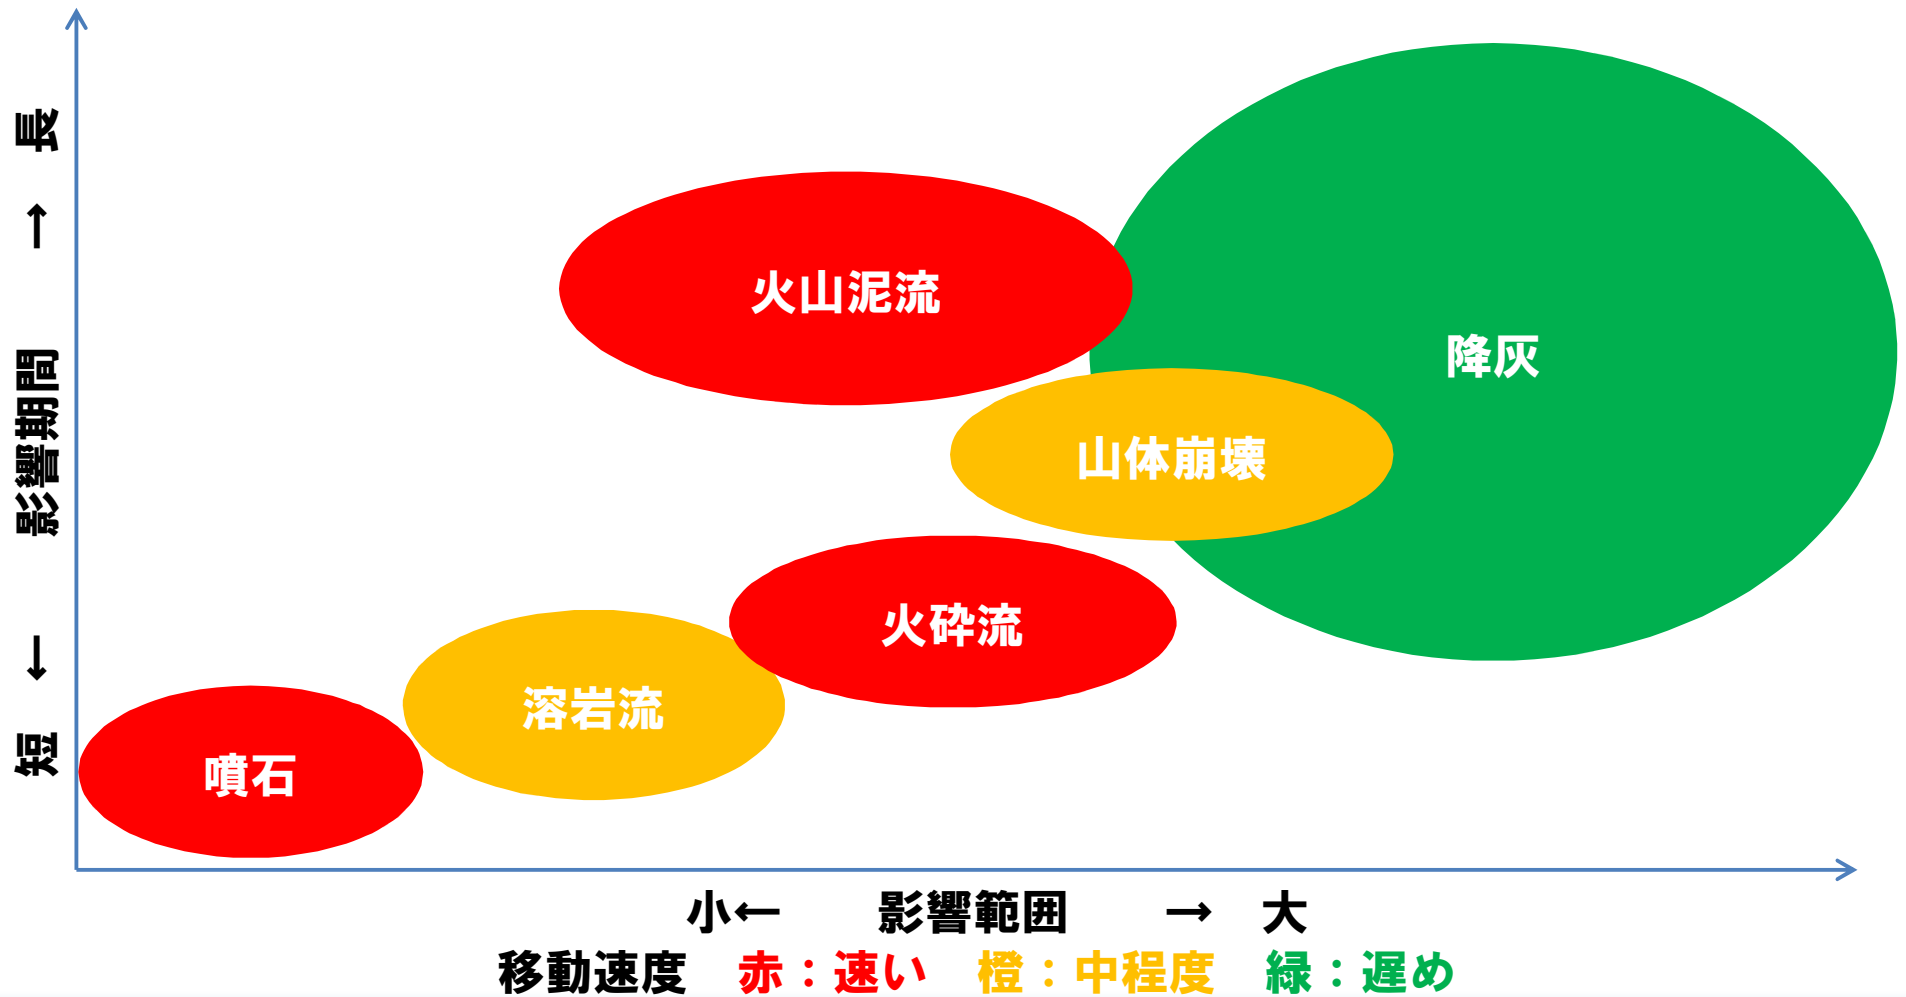 短 ← 影響期間 → 長
火山泥流
降灰
山体崩壊
火砕流
溶岩流
噴石
小← 影響範囲 → 大
移動速度 赤：速い 橙：中程度 緑：遅め